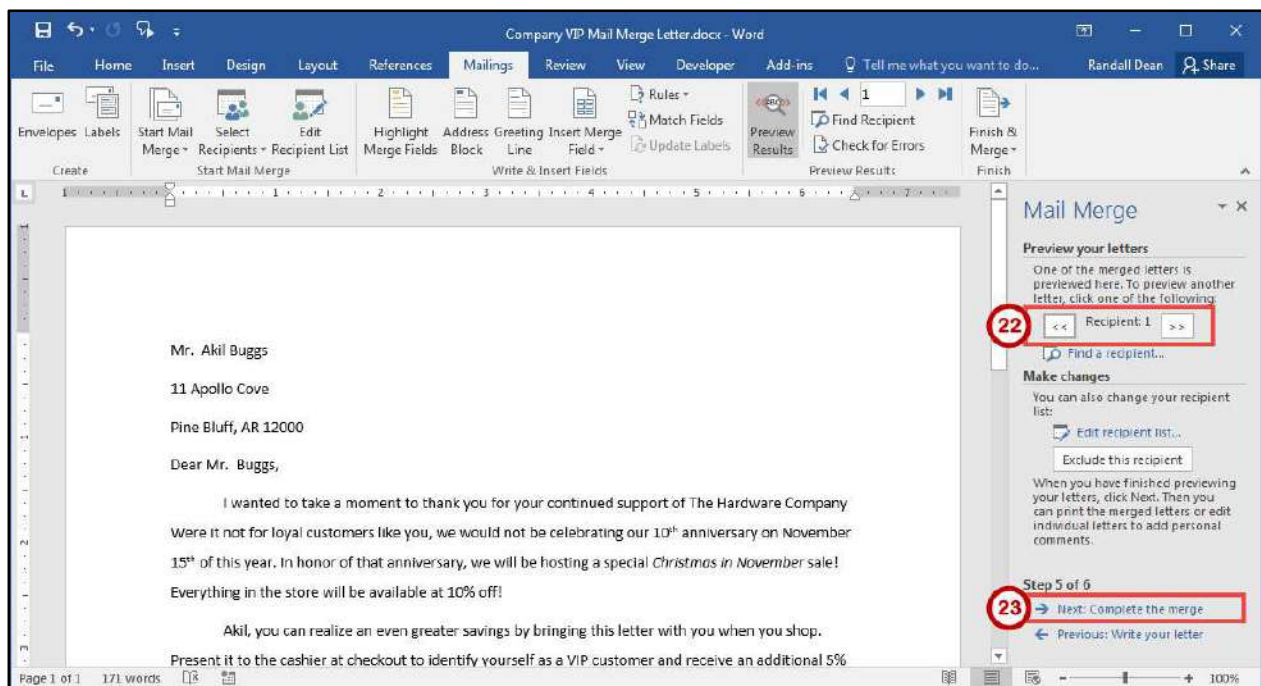 Company VIP Mail Merge Letter.docx - Word
File Home Insert Design Layout References Mailings Review View Developer Add-ins Tell me what you want to do... Randall Dean Share
Envelopes Labels Start Mail Merge Select Recipients Edit Recipient List Highlight Merge Fields Address Block Greeting Line Insert Merge Field Rules Match Fields Update Labels Preview Results 1 Find Recipient Check for Errors Finish & Merge
Create Start Mail Merge Write & Insert Fields Preview Results Finish
L 1 1 2 3 4 5 6 7
Mail Merge
Preview your letters
One of the merged letters is
previewed here. To preview another
letter, click one of the following:
22 << Recipient: 1 >>
Find a recipient...
Make changes
You can also change your recipient
list:
Edit recipient list...
Exclude this recipient
When you have finished previewing
your letters, click Next. Then you
can print the merged letters or edit
individual letters to add personal
comments.
Step 5 of 6
23 Next: Complete the merge
Previous: Write your letter
Mr. Akil Buggs
11 Apollo Cove
Pine Bluff, AR 12000
Dear Mr. Buggs,
I wanted to take a moment to thank you for your continued support of The Hardware Company
Were it not for loyal customers like you, we would not be celebrating our 10th anniversary on November
15th of this year. In honor of that anniversary, we will be hosting a special Christmas in November sale!
Everything in the store will be available at 10% off!
Akil, you can realize an even greater savings by bringing this letter with you when you shop.
Present it to the cashier at checkout to identify yourself as a VIP customer and receive an additional 5%
Page 1 of 1 171 words 100%